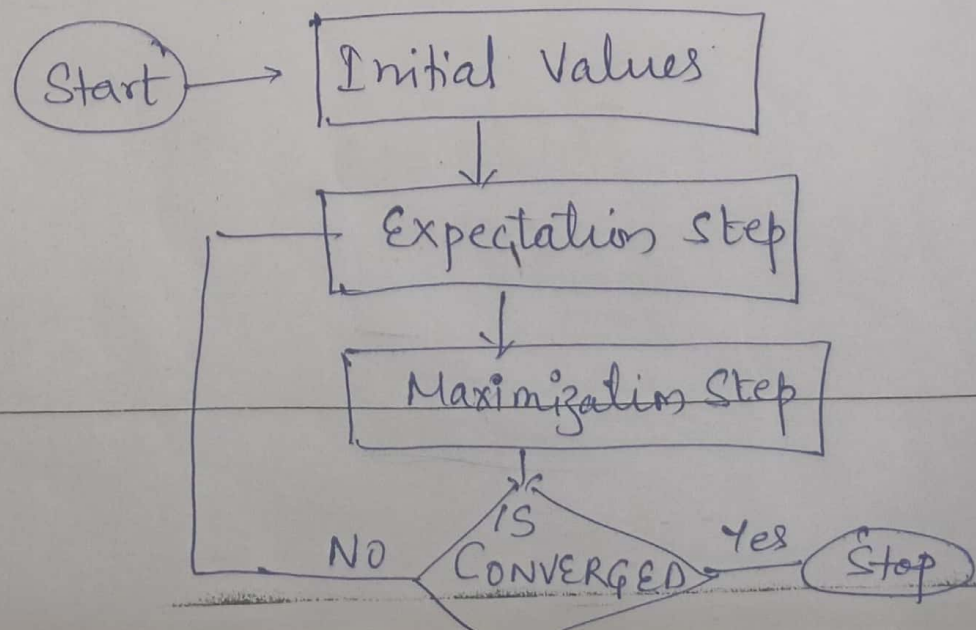 Start
Initial Values
Expectation Step
Maximization Step
IS
CONVERGED
NO
Yes
Stop